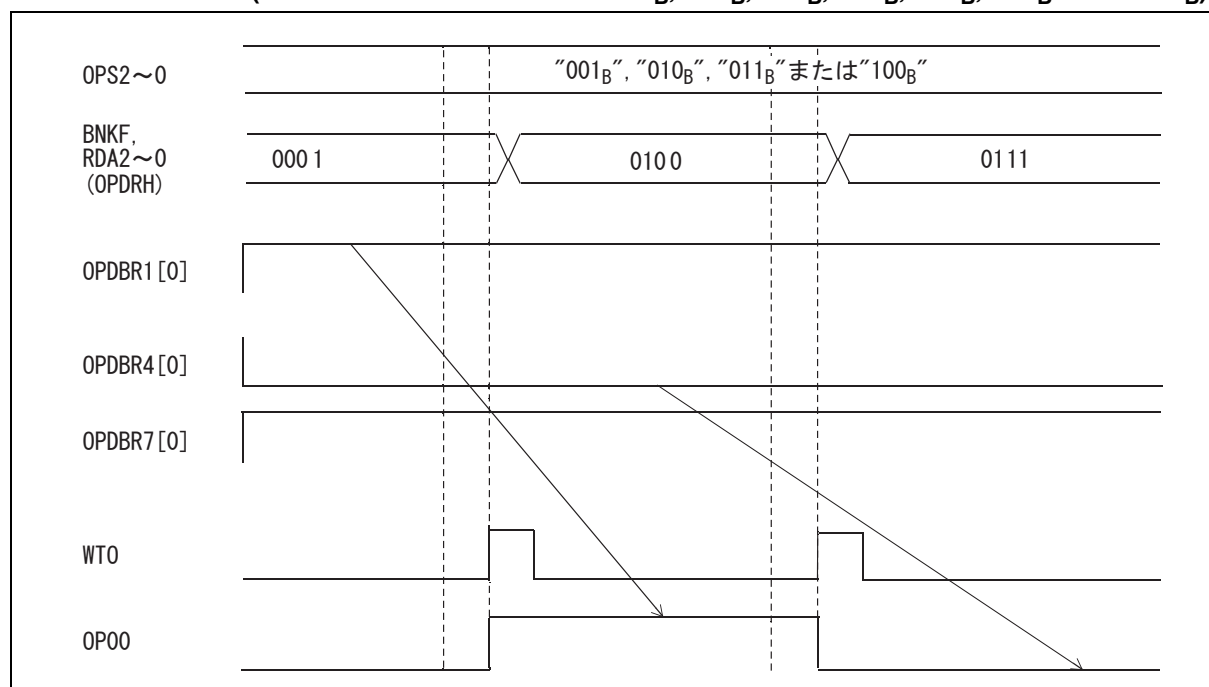 OPS2～0
"001B", "010B", "011B"または"100B"
BNKF,
RDA2～0
(OPDRH)
0001
0100
0111
OPDBR1[0]
OPDBR4[0]
OPDBR7[0]
WTO
OP00